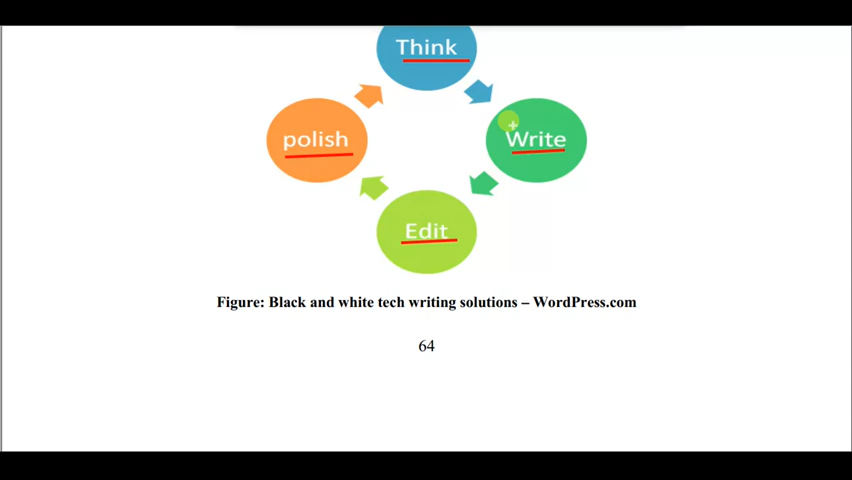 Think
polish
Write
Edit
Figure: Black and white tech writing solutions – WordPress.com
64